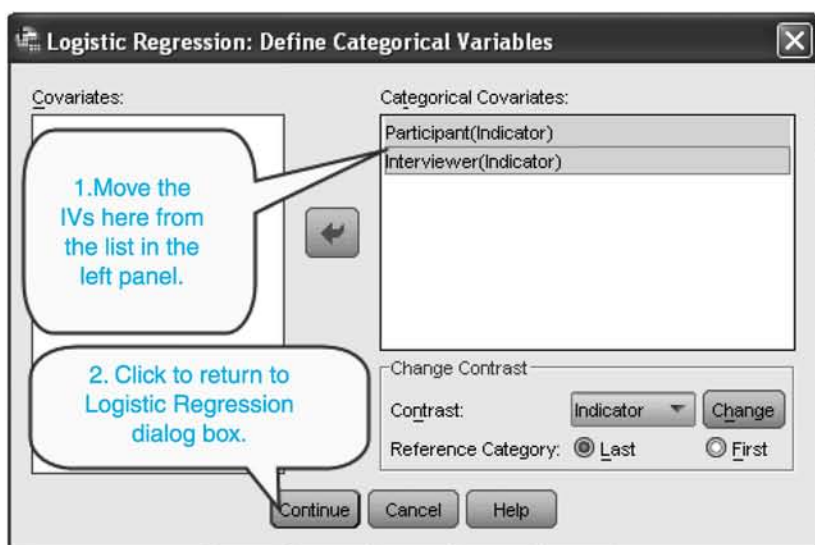 Logistic Regression: Define Categorical Variables
Covariates:
Categorical Covariates:
Participant(Indicator)
Interviewer(Indicator)
1.Move the
IVs here from
the list in the
left panel.
2. Click to return to
Logistic Regression
dialog box.
Change Contrast
Contrast:
Indicator
Change
Reference Category:
Last
First
Continue
Cancel
Help